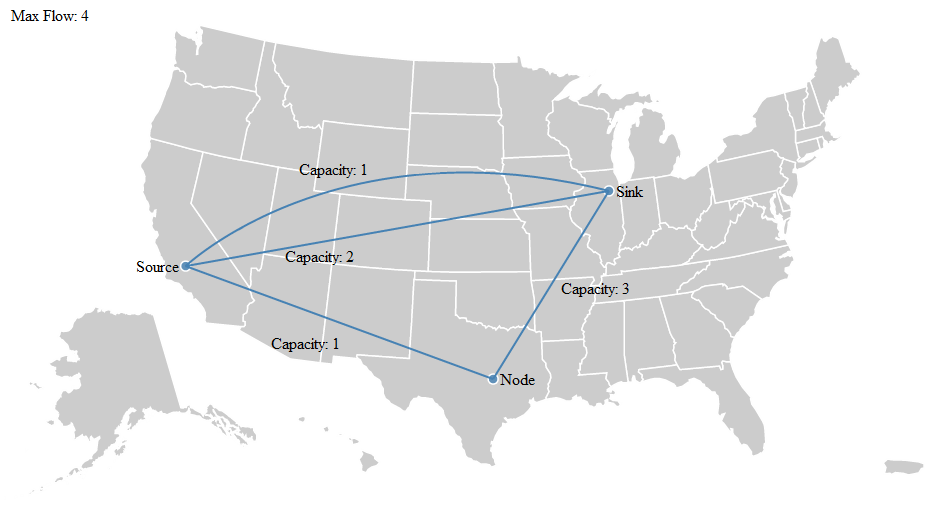 Max Flow: 4
Capacity: 1
Sink
Capacity: 2
Source
Capacity: 3
Capacity: 1
Node